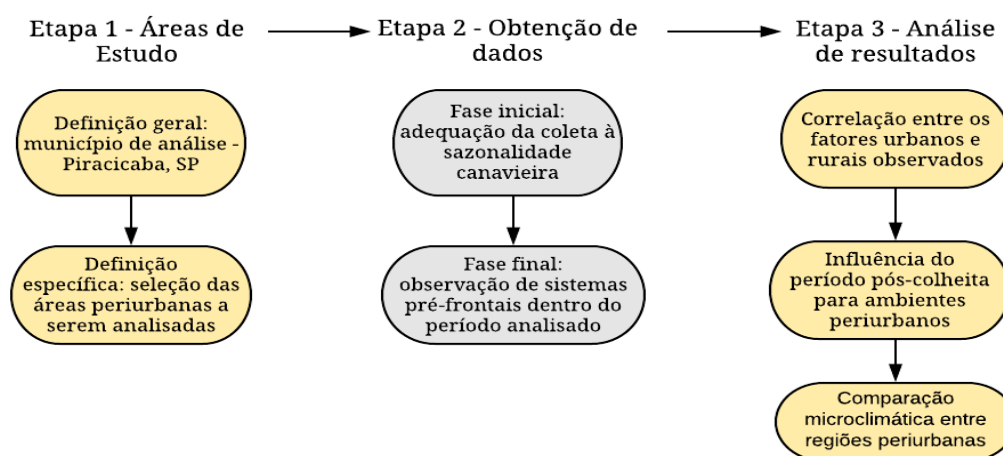 Etapa 1 - Áreas de
Estudo
Definição geral:
município de análise -
Piracicaba, SP
Definição
específica: seleção das
áreas periurbanas a
serem analisadas
Etapa 2 - Obtenção de
dados
Fase inicial:
adequação da coleta à
sazonalidade
canavieira
Fase final:
observação de sistemas
pré-frontais dentro do
período analisado
Etapa 3 - Análise
de resultados
Correlação entre os
fatores urbanos e
rurais observados
Influência do
período pós-colheita
para ambientes
periurbanos
Comparação
microclimática entre
regiões periurbanas